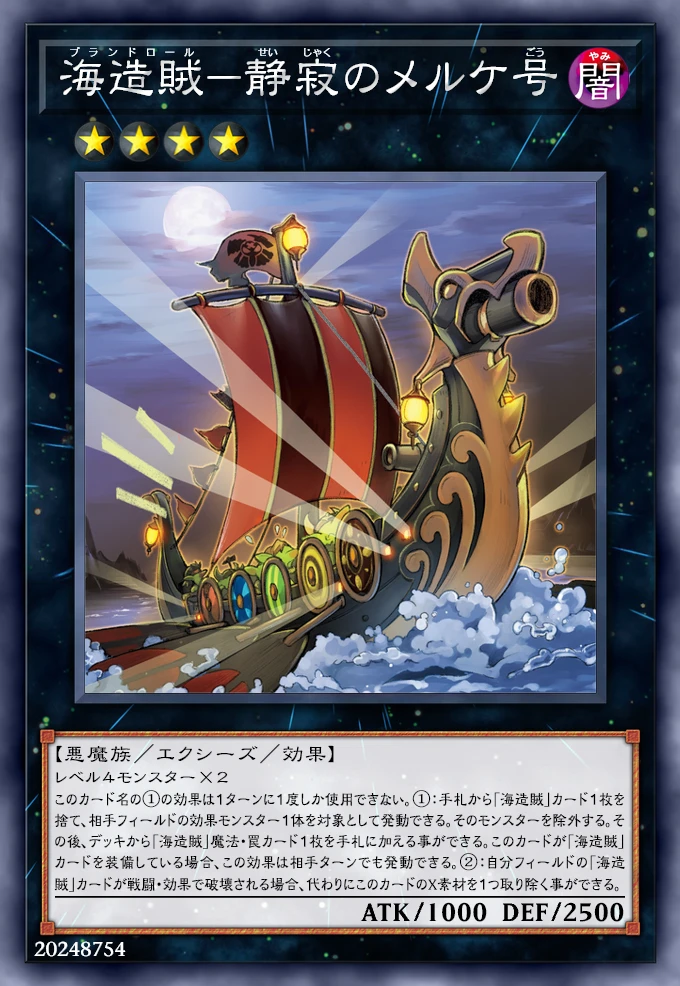 プランドロール せい じゃく ごう
海造賊－静寂のメルケ号
やみ
闇
【悪魔族／エクシーズ／効果】
レベル４モンスター×２
このカード名の①の効果は1ターンに1度しか使用できない。①：手札から「海造賊」カード1枚を
捨て、相手フィールドの効果モンスター1体を対象として発動できる。そのモンスターを除外する。そ
の後、デッキから「海造賊」魔法・罠カード1枚を手札に加える事ができる。このカードが「海造賊」
カードを装備している場合、この効果は相手ターンでも発動できる。②：自分フィールドの「海造
賊」カードが戦闘・効果で破壊される場合、代わりにこのカードのX素材を1つ取り除く事ができる。
ATK/1000 DEF/2500
20248754